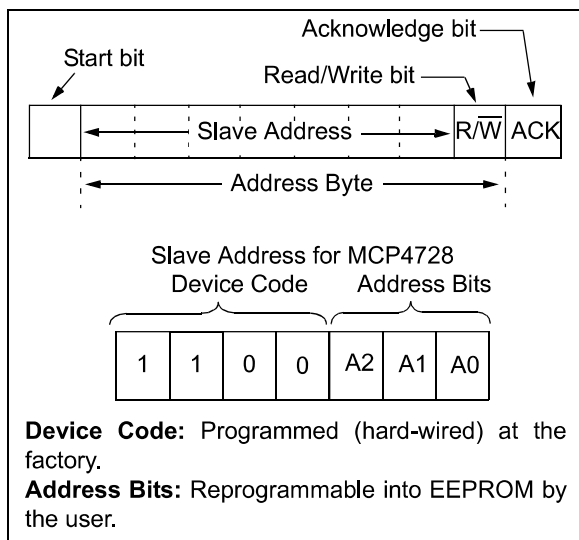 Acknowledge bit
Start bit
Read/Write bit
Slave Address
R/W̅
ACK
Address Byte
Slave Address for MCP4728
Device Code
Address Bits
1 1 0 0 A2 A1 A0
Device Code: Programmed (hard-wired) at the
factory.
Address Bits: Reprogrammable into EEPROM by
the user.